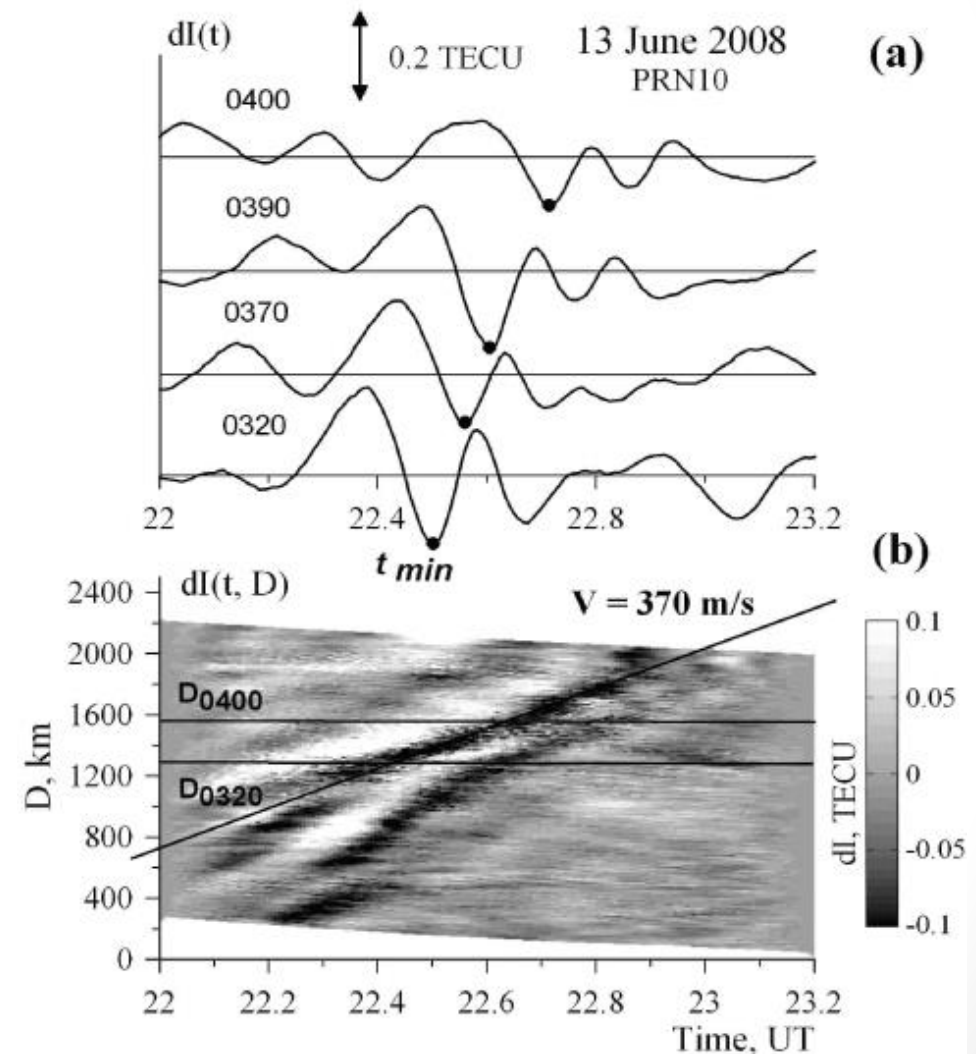 dI(t)
0.2 TECU
13 June 2008
PRN10
(a)
0400
0390
0370
0320
22 22.4 22.8 23.2
t min
(b)
dI(t, D)
V = 370 m/s
2400
2000
1600
1200
800
400
0
D, km
D0400
D0320
0.1
0.05
0
-0.05
-0.1
dI, TECU
22 22.2 22.4 22.6 22.8 23 23.2
Time, UT